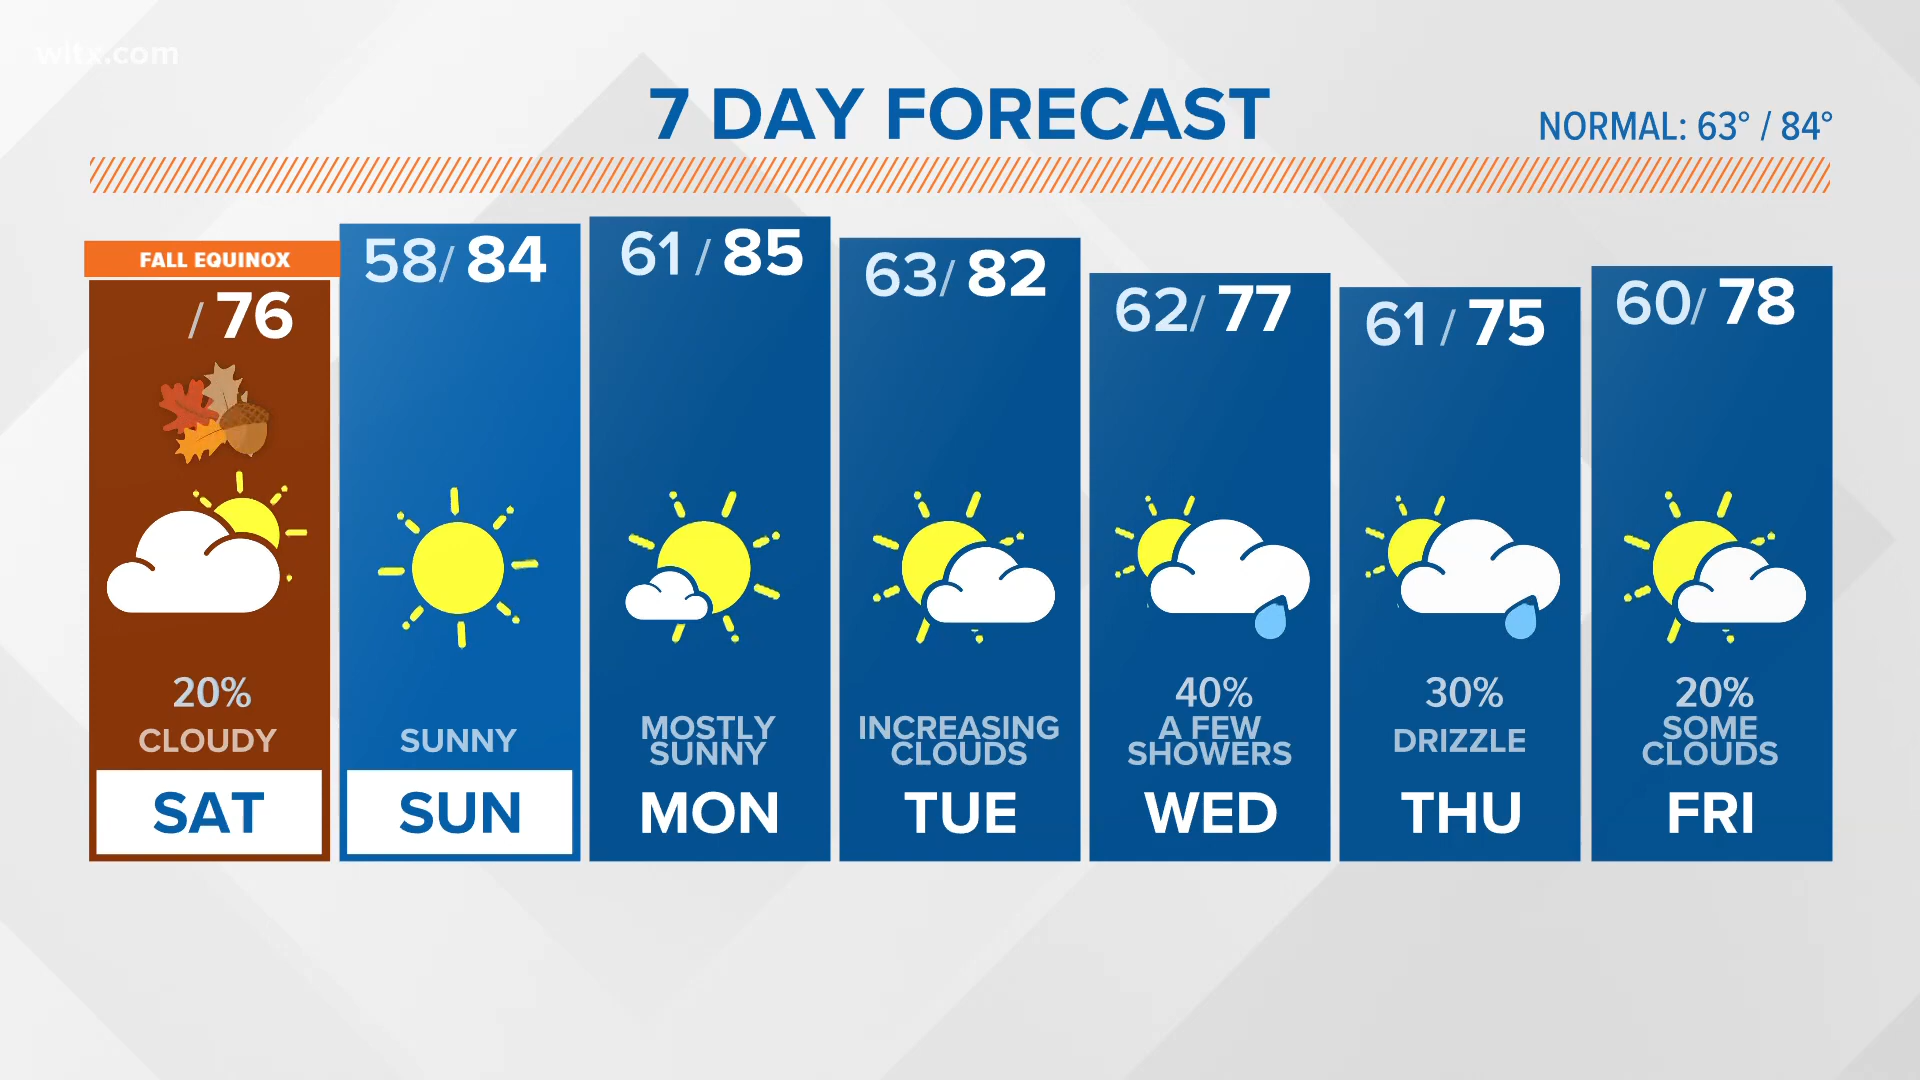 wltx.com
7 DAY FORECAST
NORMAL: 63° / 84°
FALL EQUINOX
/ 76
20%
CLOUDY
SAT
58/ 84
SUNNY
SUN
61 / 85
MOSTLY
SUNNY
MON
63/ 82
INCREASING
CLOUDS
TUE
62/ 77
40%
A FEW
SHOWERS
WED
61 / 75
30%
DRIZZLE
THU
60/ 78
20%
SOME
CLOUDS
FRI